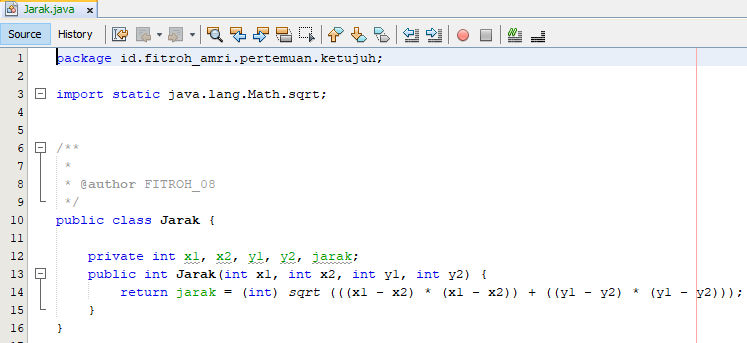 Jarak.java x
Source History
1 package id.fitroh_amri.pertemuan.ketujuh;
2
3 import static java.lang.Math.sqrt;
4
5
6 /**
7 *
8 * @author FITROH_08
9 */
10 public class Jarak {
11
12 private int x1, x2, y1, y2, jarak;
13 public int Jarak(int x1, int x2, int y1, int y2) {
14 return jarak = (int) sqrt (((x1 - x2) * (x1 - x2)) + ((y1 - y2) * (y1 - y2)));
15 }
16 }